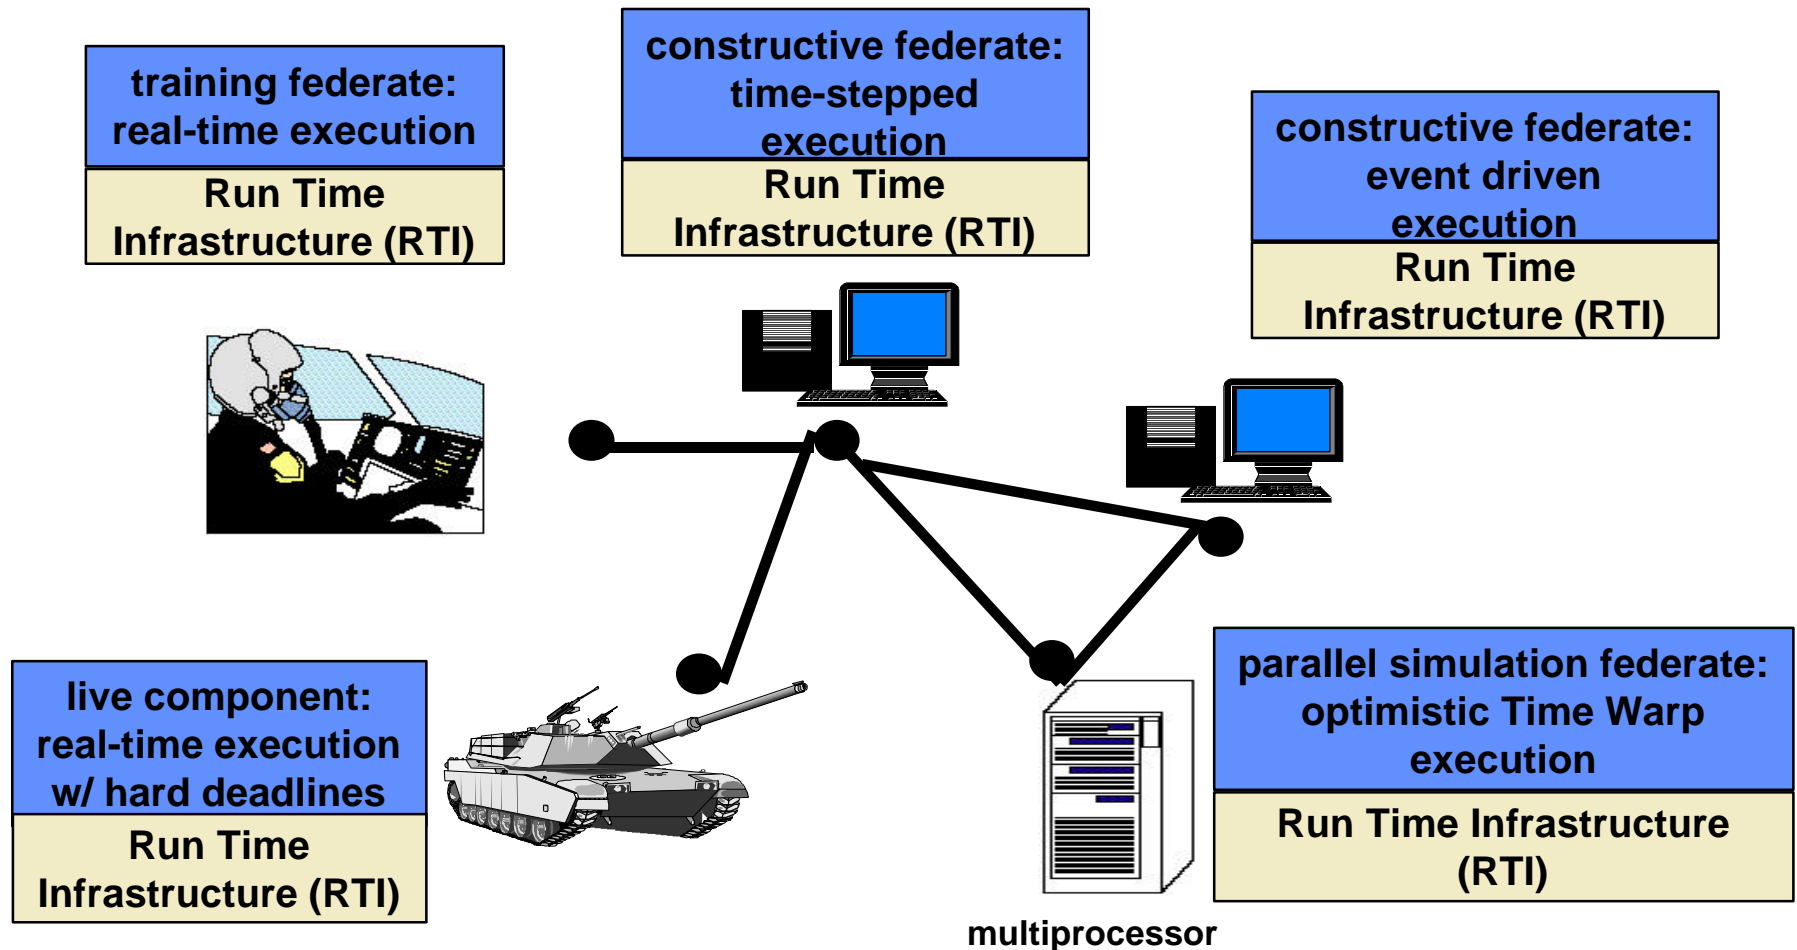 training federate:
real-time execution
Run Time
Infrastructure (RTI)
constructive federate:
time-stepped
execution
Run Time
Infrastructure (RTI)
constructive federate:
event driven
execution
Run Time
Infrastructure (RTI)
live component:
real-time execution
w/ hard deadlines
Run Time
Infrastructure (RTI)
parallel simulation federate:
optimistic Time Warp
execution
Run Time Infrastructure
(RTI)
multiprocessor